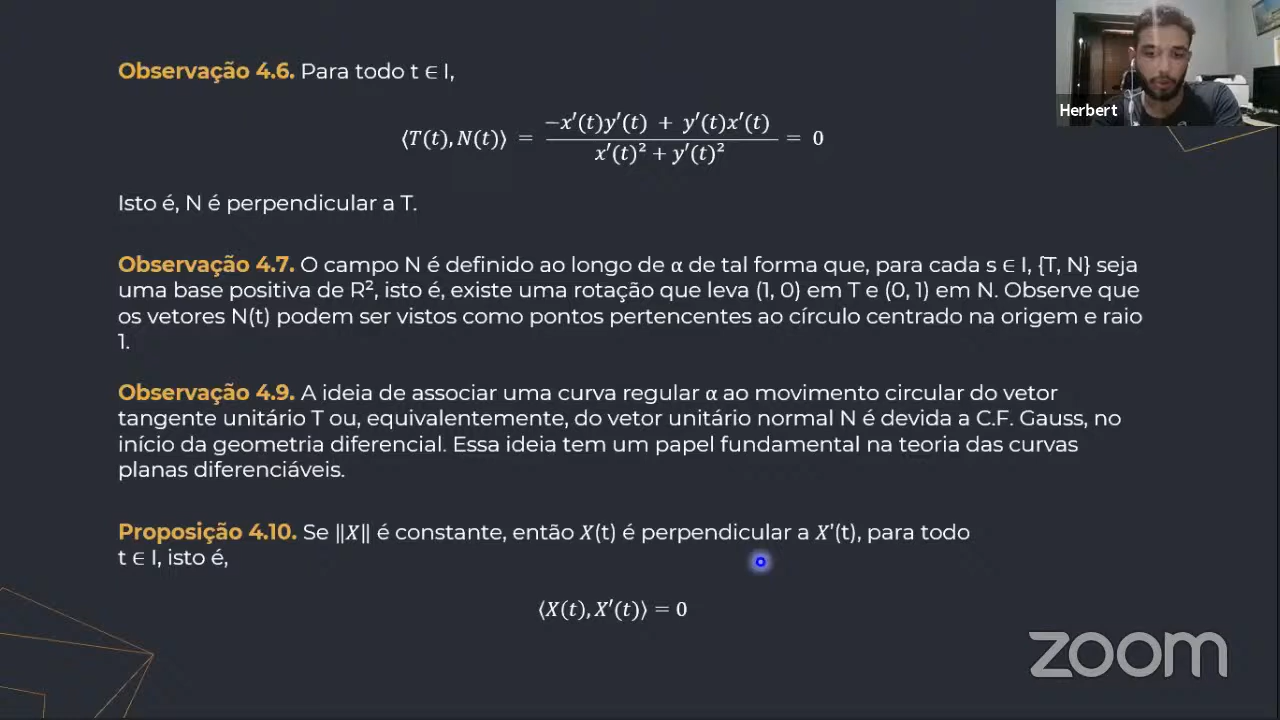 Observação 4.6. Para todo t ∈ I,
⟨T(t), N(t)⟩ = (−x′(t)y′(t) + y′(t)x′(t)) / (x′(t)² + y′(t)²) = 0
Herbert
Isto é, N é perpendicular a T.
Observação 4.7. O campo N é definido ao longo de α de tal forma que, para cada s ∈ I, {T, N} seja
uma base positiva de R², isto é, existe uma rotação que leva (1, 0) em T e (0, 1) em N. Observe que
os vetores N(t) podem ser vistos como pontos pertencentes ao círculo centrado na origem e raio
1.
Observação 4.9. A ideia de associar uma curva regular α ao movimento circular do vetor
tangente unitário T ou, equivalentemente, do vetor unitário normal N é devida a C.F. Gauss, no
início da geometria diferencial. Essa ideia tem um papel fundamental na teoria das curvas
planas diferenciáveis.
Proposição 4.10. Se ‖X‖ é constante, então X(t) é perpendicular a X'(t), para todo
t ∈ I, isto é,
⟨X(t), X′(t)⟩ = 0
zoom